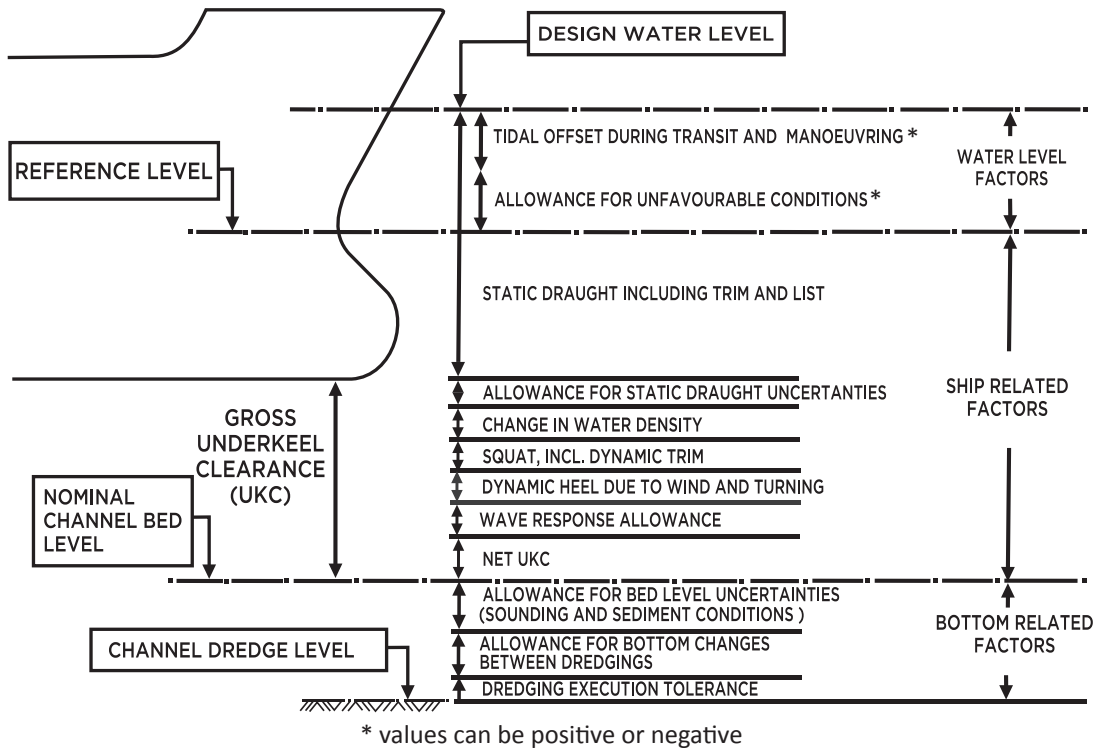 DESIGN WATER LEVEL
TIDAL OFFSET DURING TRANSIT AND MANOEUVRING *
WATER LEVEL
FACTORS
REFERENCE LEVEL
ALLOWANCE FOR UNFAVOURABLE CONDITIONS *
STATIC DRAUGHT INCLUDING TRIM AND LIST
ALLOWANCE FOR STATIC DRAUGHT UNCERTANTIES
SHIP RELATED
FACTORS
GROSS
UNDERKEEL
CLEARANCE
(UKC)
CHANGE IN WATER DENSITY
SQUAT, INCL. DYNAMIC TRIM
DYNAMIC HEEL DUE TO WIND AND TURNING
NOMINAL
CHANNEL BED
LEVEL
WAVE RESPONSE ALLOWANCE
NET UKC
ALLOWANCE FOR BED LEVEL UNCERTAINTIES
(SOUNDING AND SEDIMENT CONDITIONS )
BOTTOM RELATED
FACTORS
CHANNEL DREDGE LEVEL
ALLOWANCE FOR BOTTOM CHANGES
BETWEEN DREDGINGS
DREDGING EXECUTION TOLERANCE
* values can be positive or negative